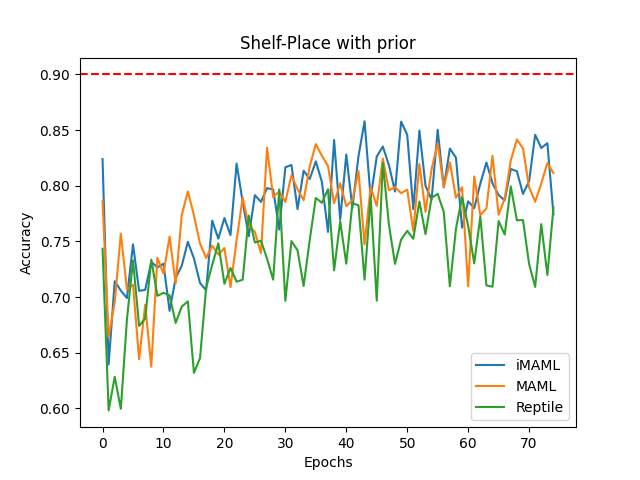 Shelf-Place with prior
Accuracy
0.90
0.85
0.80
0.75
0.70
0.65
0.60
0 10 20 30 40 50 60 70
Epochs
iMAML
MAML
Reptile